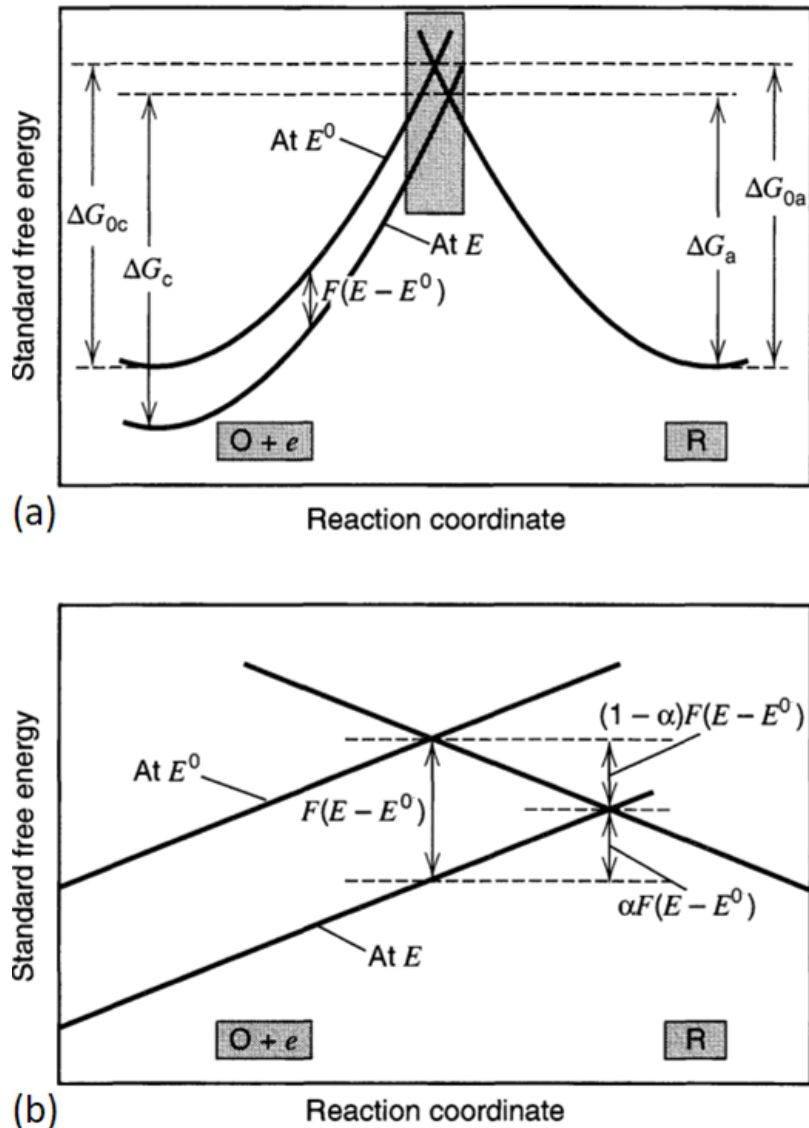 Standard free energy
At E⁰
At E
ΔG₀c
ΔGc
F(E − E⁰)
ΔGa
ΔG₀a
O + e
R
(a)
Reaction coordinate
Standard free energy
At E⁰
F(E − E⁰)
(1 − α)F(E − E⁰)
αF(E − E⁰)
At E
O + e
R
(b)
Reaction coordinate